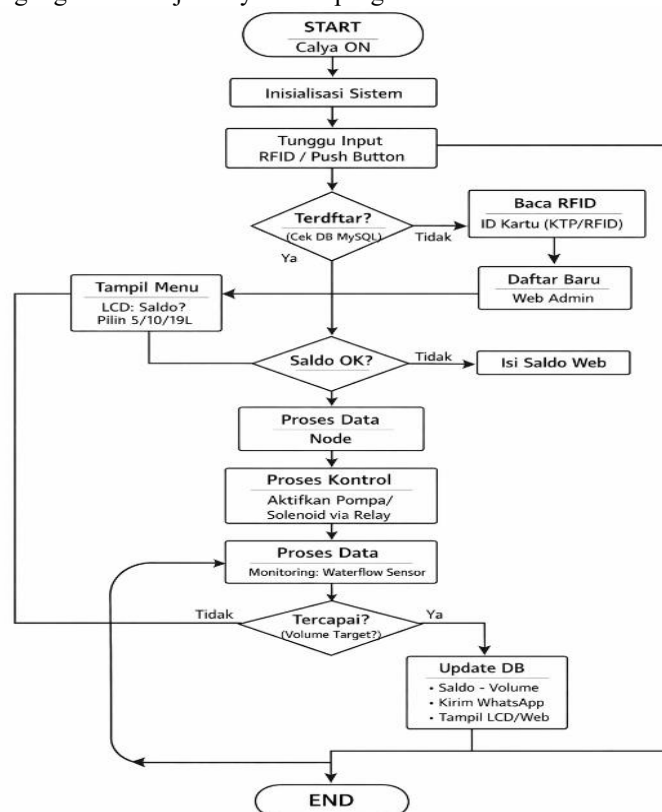 START
Calya ON
Inisialisasi Sistem
Tunggu Input
RFID / Push Button
Terdftar?
(Cek DB MySQL)
Tidak
Ya
Baca RFID
ID Kartu (KTP/RFID)
Daftar Baru
Web Admin
Tampil Menu
LCD: Saldo?
Pilin 5/10/19L
Saldo OK?
Tidak
Isi Saldo Web
Proses Data
Node
Proses Kontrol
Aktifkan Pompa/
Solenoid via Relay
Proses Data
Monitoring: Waterflow Sensor
Tidak
Tercapai?
(Volume Target?)
Ya
Update DB
• Saldo - Volume
• Kirim WhatsApp
• Tampil LCD/Web
END